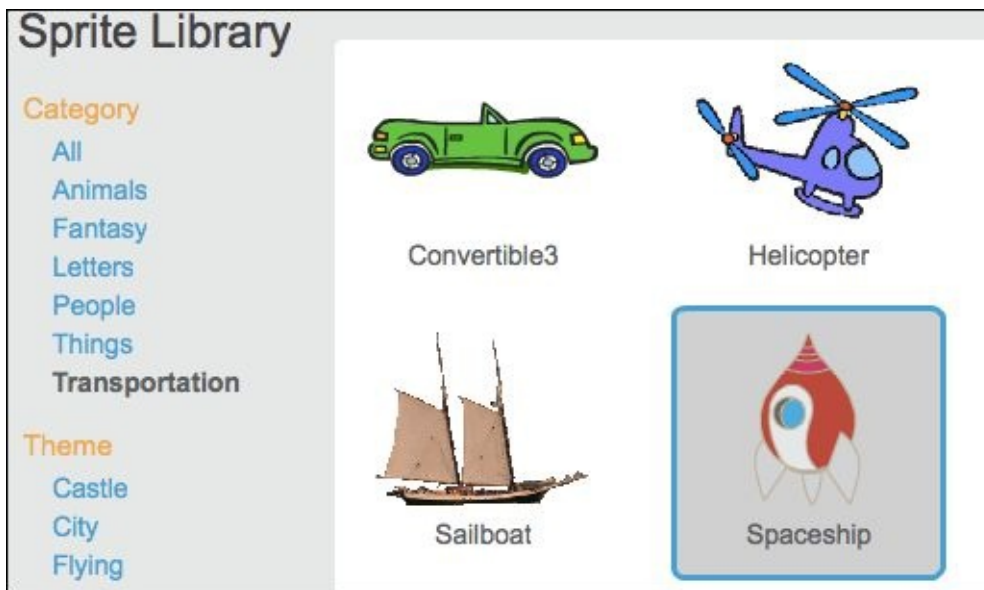 Sprite Library
Category
All
Animals
Fantasy
Letters
People
Things
Transportation
Theme
Castle
City
Flying
Convertible3
Helicopter
Sailboat
Spaceship